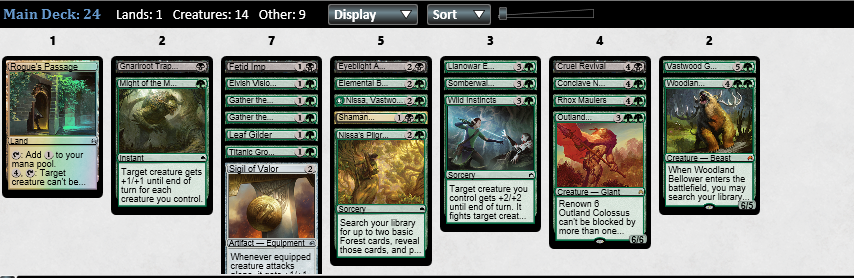 Main Deck: 24 Lands: 1 Creatures: 14 Other: 9 Display Sort
1 2 7 5 3 4 2
Rogue's Passage
Land
: Add 1 to your mana pool.
4, : Target creature can't be...
Gnarlroot Trap... B
Might of the M... G
Instant
Target creature gets
+1/+1 until end of
turn for each
creature you control.
Fetid Imp 1
Elvish Visio... 1
Gather the... 1
Gather the... 1
Leaf Gilder 1
Titanic Gro... 1
Sigil of Valor 2
Artifact — Equipment
Whenever equipped
creature attacks
Eyeblight A... 2
Elemental B... 2
Nissa, Vastwo... 2
Shaman... 1
Nissa's Pilgr... 2
Sorcery
Search your library
for up to two basic
Forest cards, reveal
those cards, and p...
Llanowar E... 3
Somberwal... 3
Wild Instincts 3
Sorcery
Target creature you
control gets +2/+2
until end of turn. It
fights target creat...
Cruel Revival 4
Conclave N... 4
Rhox Maulers 4
Outland... 3
Creature — Giant
Renown 6
Outland Colossus
can't be blocked by
more than one...
6/6
Vastwood G... 5
Woodlan... 4
Creature — Beast
When Woodland
Bellower enters the
battlefield, you may
search your library...
6/5